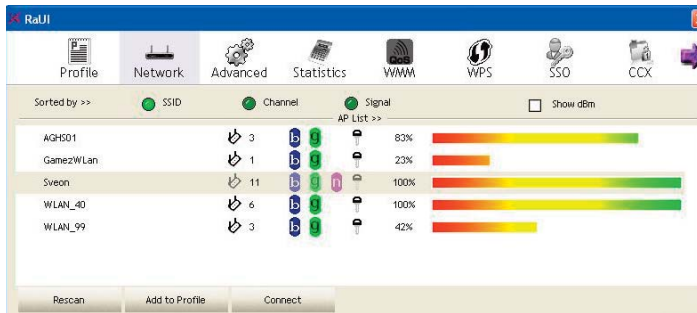 RaUI
Profile Network Advanced Statistics QoS WMM WPS SSO CCX
Sorted by >> SSID Channel Signal Show dBm
AP List >>
AGHS01 3 b g 83%
GamezWLan 1 b g 23%
Sveon 11 b g n 100%
WLAN_40 6 b g 100%
WLAN_99 3 b g 42%
Rescan Add to Profile Connect